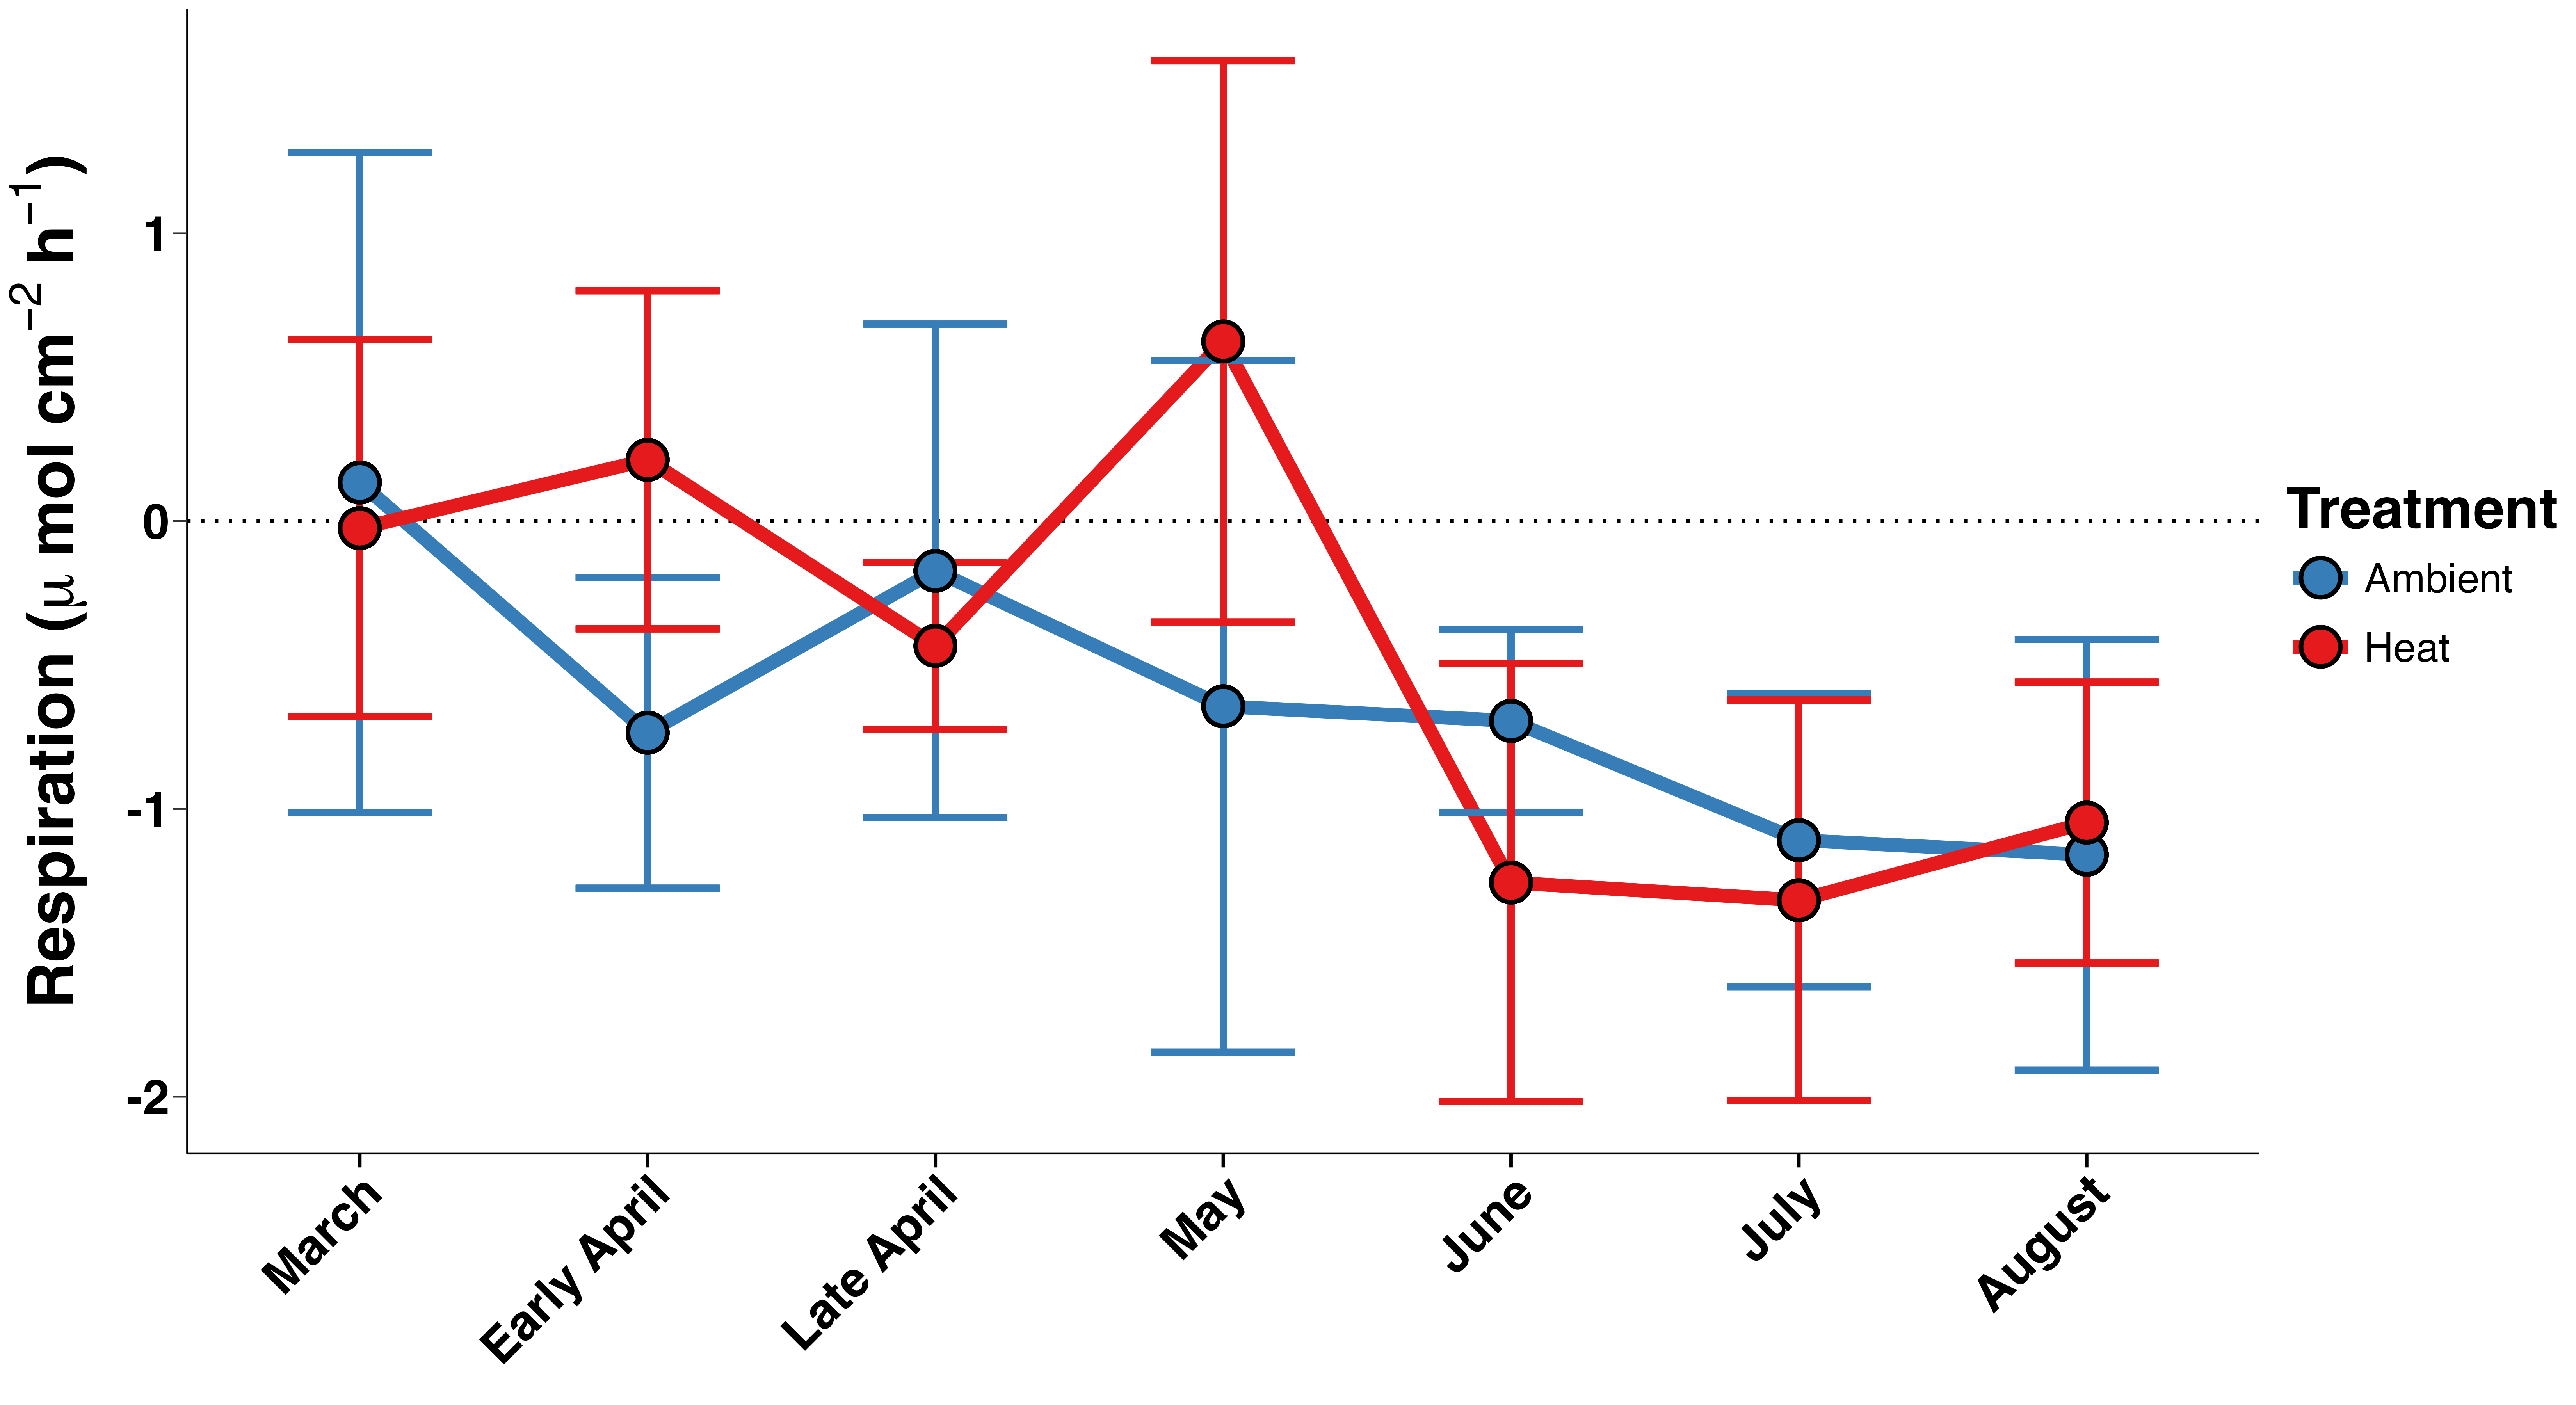 Respiration (μ mol cm⁻² h⁻¹)
1
0
-1
-2
March
Early April
Late April
May
June
July
August
Treatment
Ambient
Heat